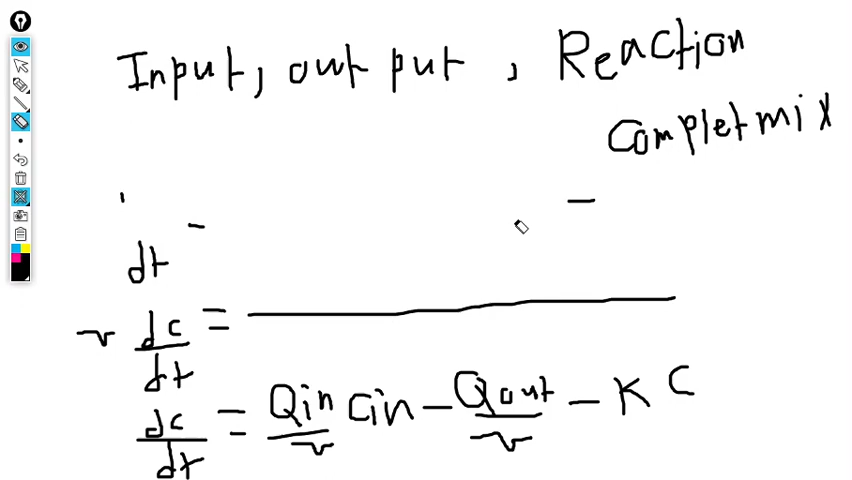 Input, out put , Reaction
Complet mix
dt
v dc/dt =
dc/dt = Qin/v Cin - Qout/v - K C